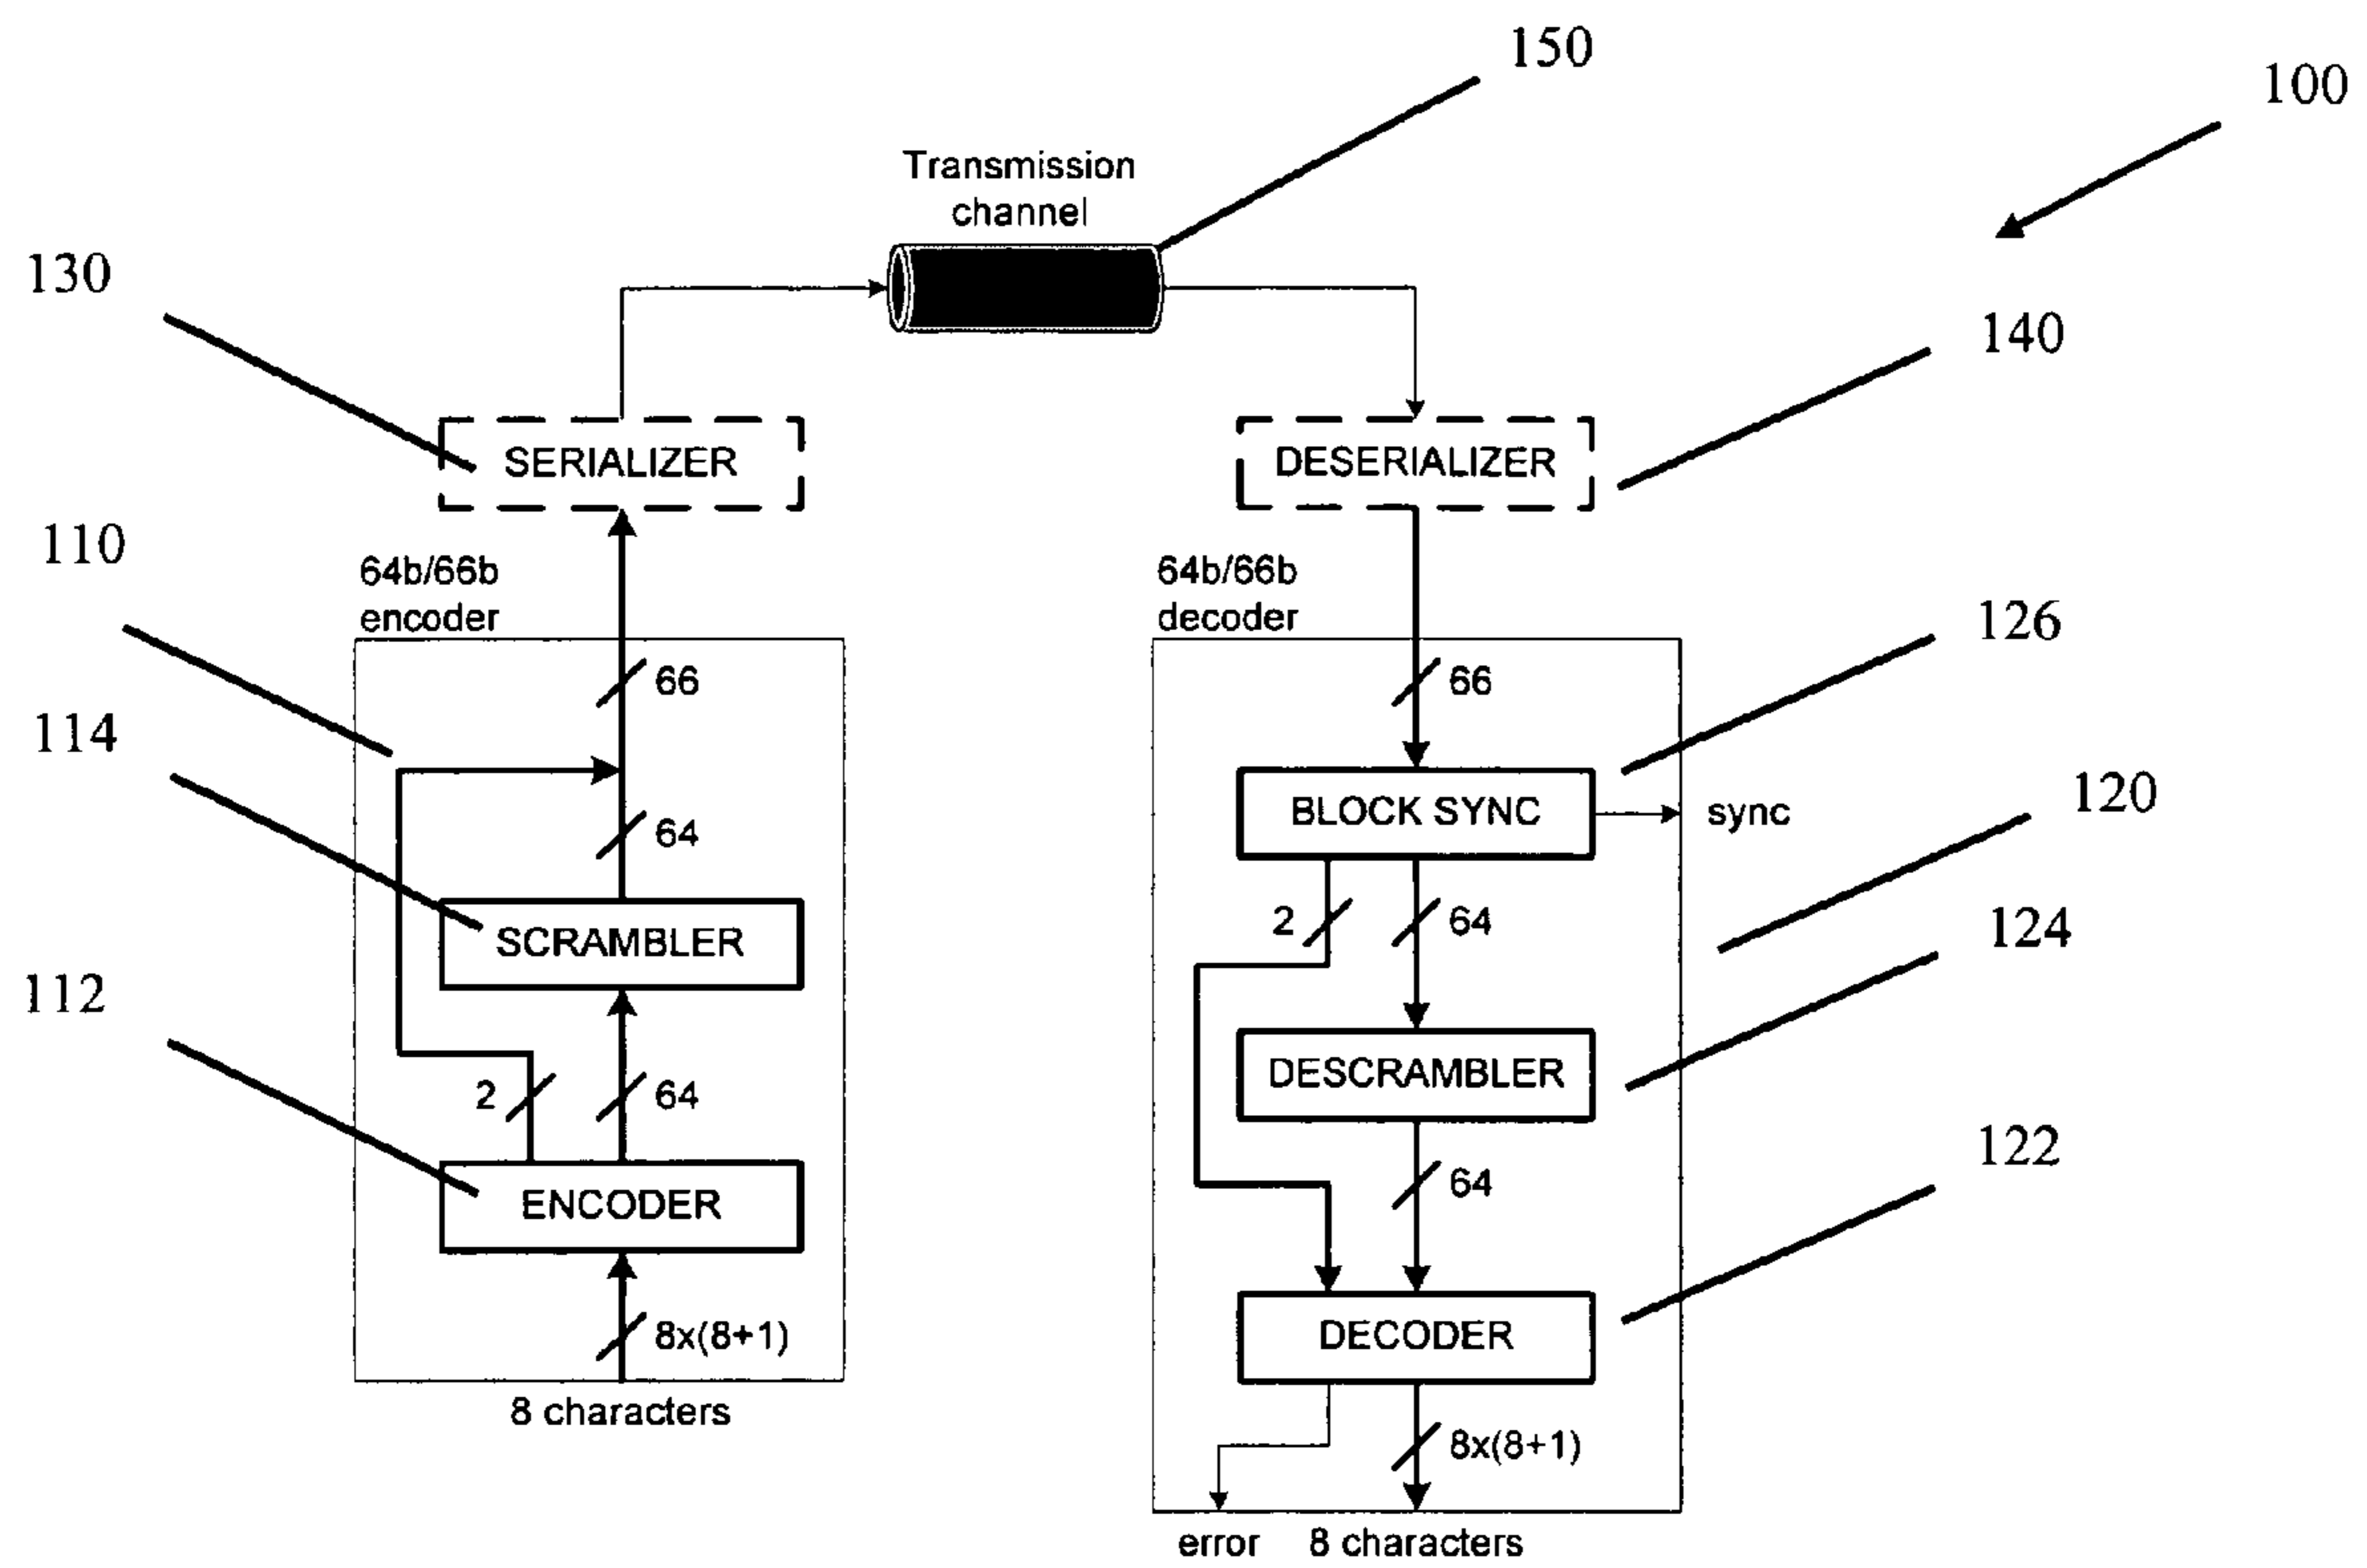 150
100
Transmission
channel
130
140
SERIALIZER
DESERIALIZER
110
64b/66b
encoder
64b/66b
decoder
126
66
66
114
120
64
BLOCK SYNC
sync
2
64
124
SCRAMBLER
112
DESCRAMBLER
2
64
122
64
ENCODER
8x(8+1)
DECODER
8 characters
8x(8+1)
error
8 characters